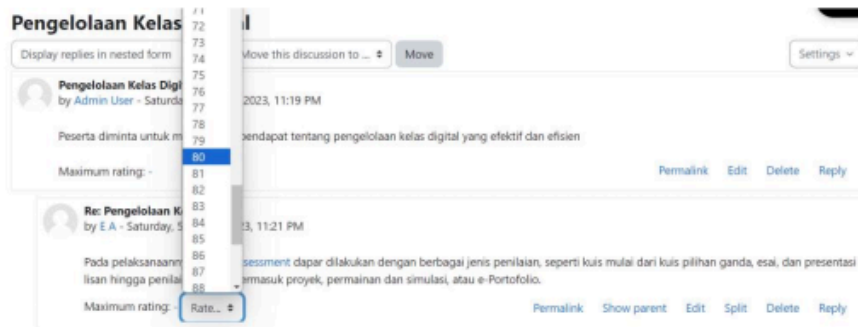 Pengelolaan Kelas l
Display replies in nested form Move this discussion to ... Move Settings
Pengelolaan Kelas Digi
by Admin User - Saturda 2023, 11:19 PM
Peserta diminta untuk m pendapat tentang pengelolaan kelas digital yang efektif dan efisien
Maximum rating: - Permalink Edit Delete Reply
Re: Pengelolaan K
by E A - Saturday, S 23, 11:21 PM
Pada pelaksanaann sessment dapar dilakukan dengan berbagai jenis penilaian, seperti kuis mulai dari kuis pilihan ganda, esai, dan presentasi
lisan hingga penilai ermasuk proyek, permainan dan simulasi, atau e-Portofolio.
Maximum rating: - Rate... Permalink Show parent Edit Split Delete Reply
71
72
73
74
75
76
77
78
79
80
81
82
83
84
85
86
87
88